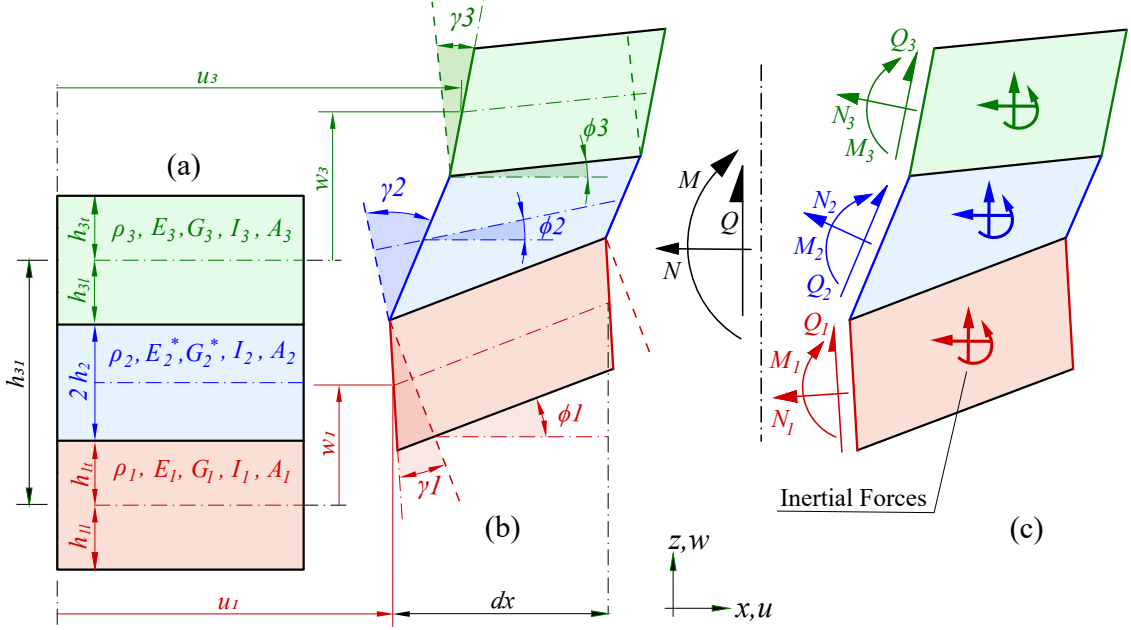 (a)
h₃ₜ
h₃ₗ
ρ₃, E₃, G₃, I₃, A₃
h₃₁
2 h₂
ρ₂, E₂*, G₂*, I₂, A₂
h₁ₜ
h₁ₗ
ρ₁, E₁, G₁, I₁, A₁
u₃
w₃
w₁
u₁
γ3
ϕ3
γ2
ϕ2
ϕ1
γ1
(b)
dx
z,w
x,u
M
Q
N
Q₃
N₃
M₃
N₂
M₂
Q₂
Q₁
M₁
N₁
Inertial Forces
(c)